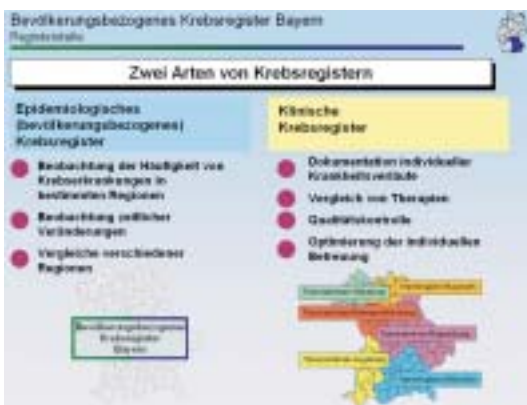 Bevölkerungsbezogenes Krebsregister Bayern
Registerstelle
Zwei Arten von Krebsregistern
Epidemiologisches
(bevölkerungsbezogenes)
Krebsregister
Beobachtung der Häufigkeit von
Krebserkrankungen in
bestimmten Regionen
Beobachtung zeitlicher
Veränderungen
Vergleiche verschiedener
Regionen
Bevölkerungsbezogenes
Krebsregister
Bayern
Klinische
Krebsregister
Dokumentation individueller
Krankheitsverläufe
Vergleich von Therapien
Qualitätskontrolle
Optimierung der individuellen
Betreuung